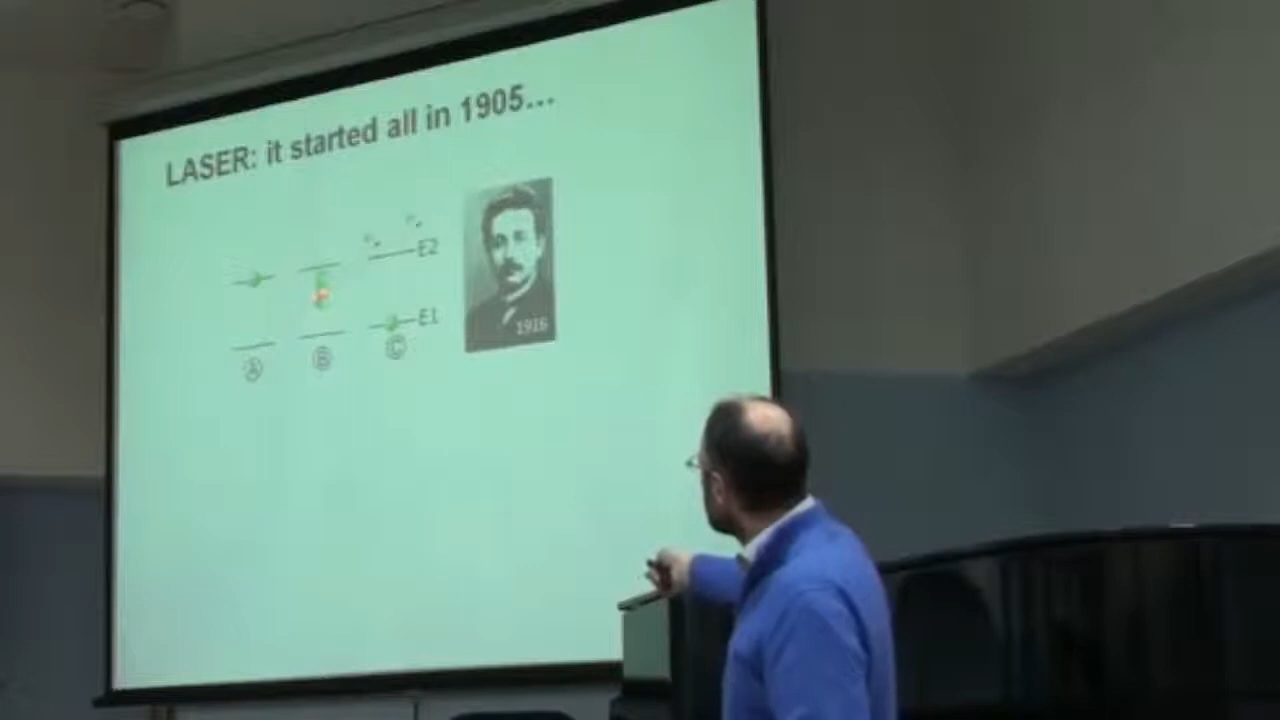 LASER: it started all in 1905...
E2
E1
Ⓐ Ⓑ Ⓒ
1916